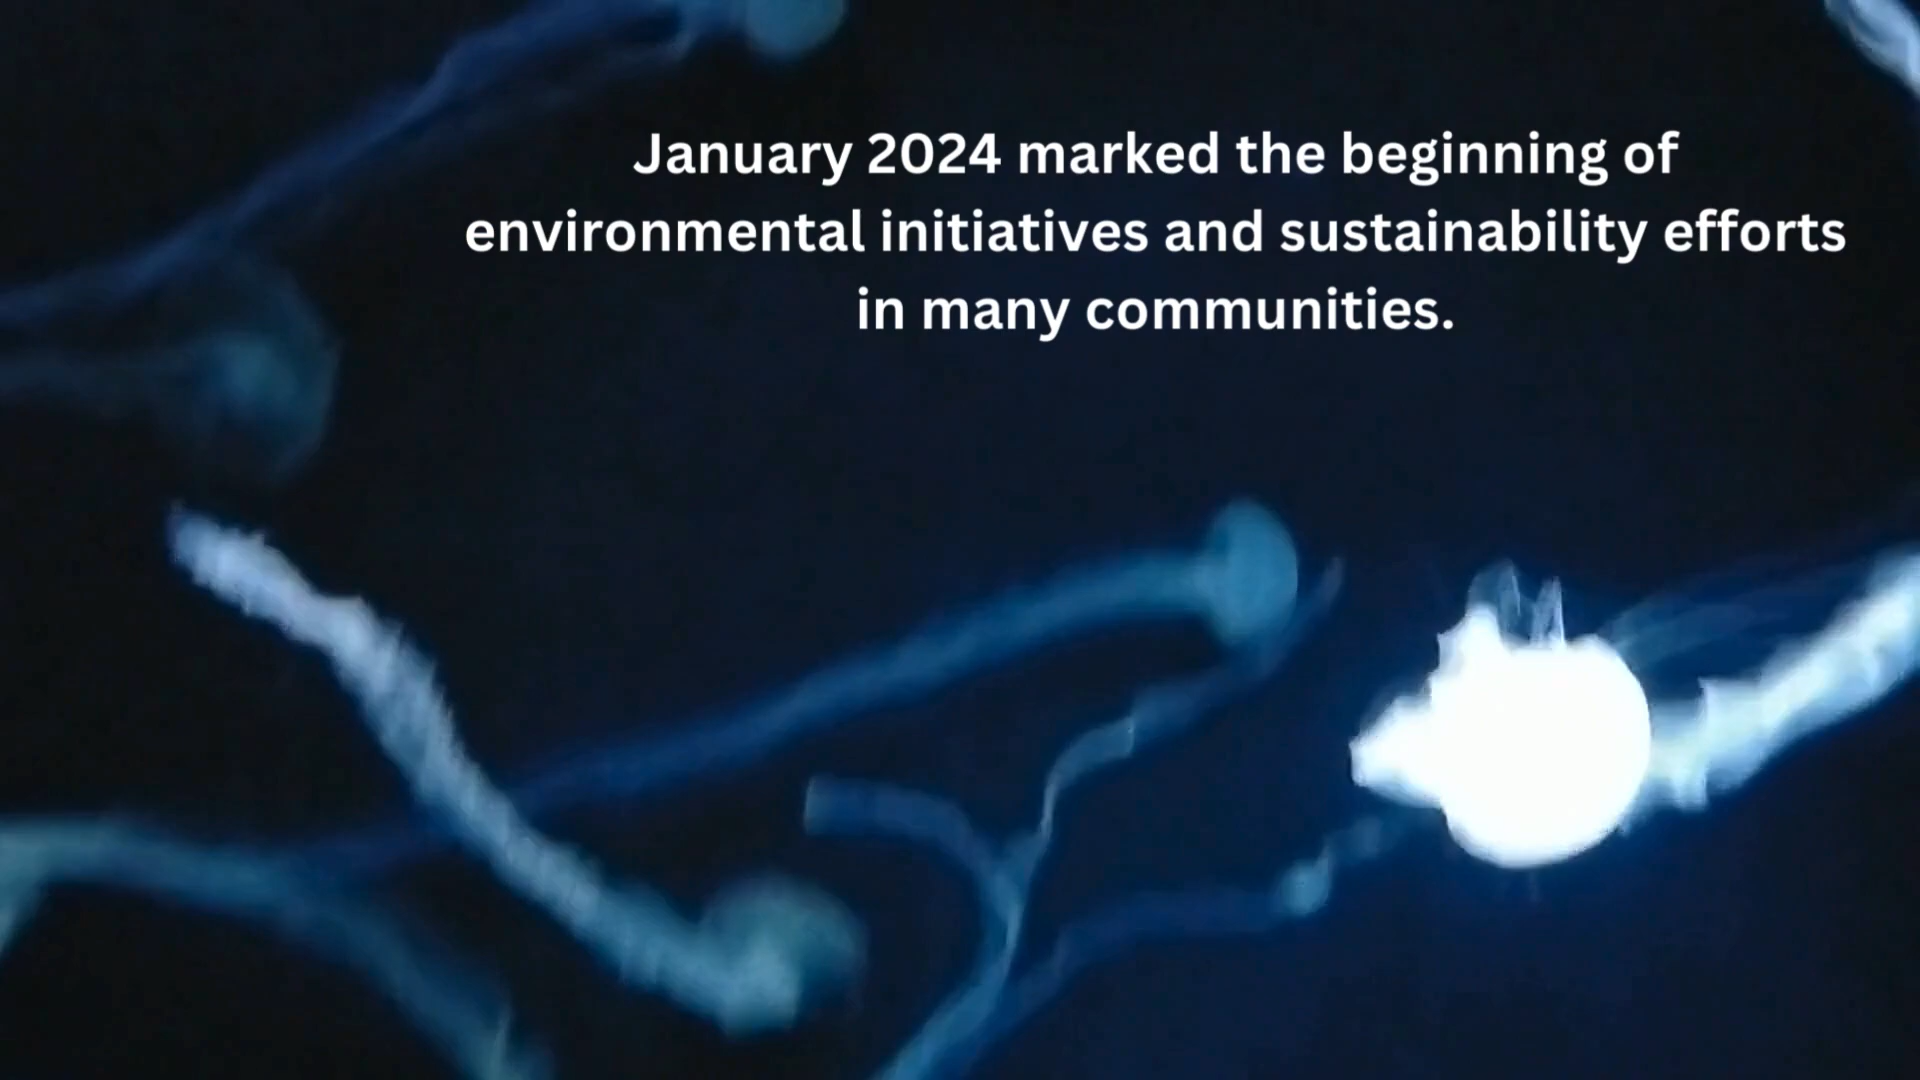 January 2024 marked the beginning of
environmental initiatives and sustainability efforts
in many communities.